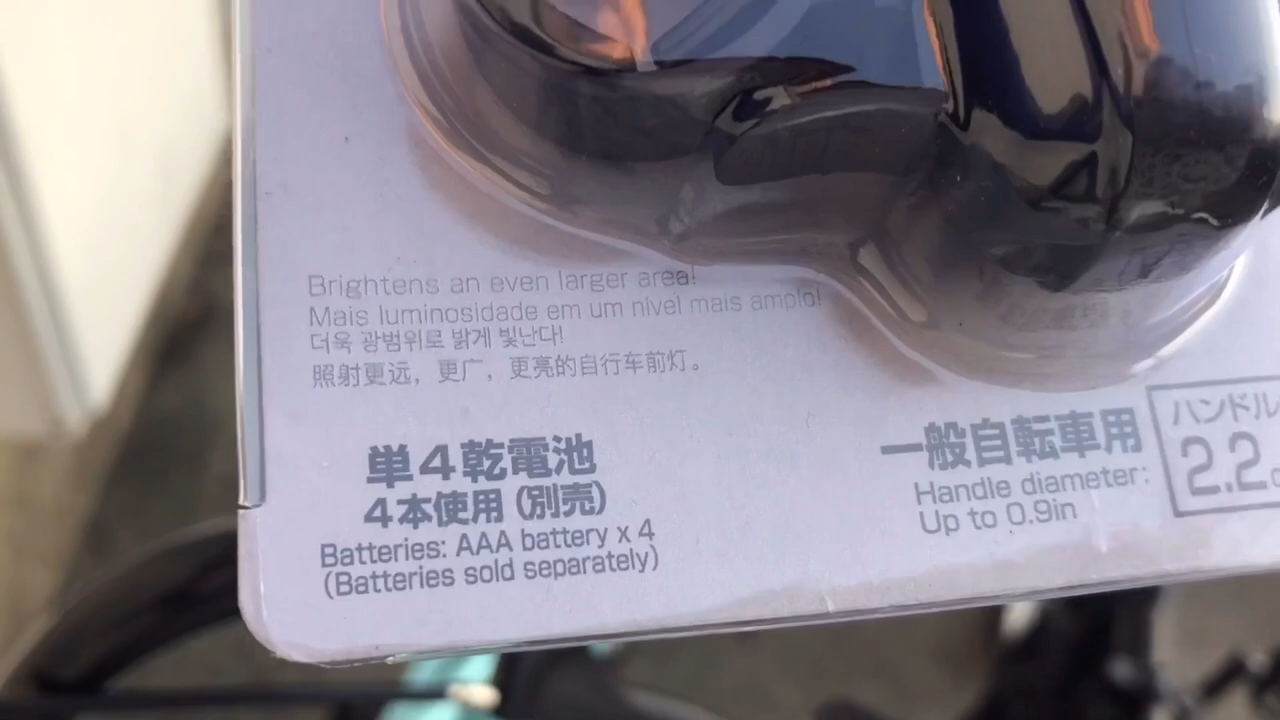 Brightens an even larger area!
Mais luminosidade em um nível mais amplo!
더욱 광범위로 밝게 빛난다!
照射更远，更广，更亮的自行车前灯。
単4乾電池
4本使用（別売）
Batteries: AAA battery x 4
(Batteries sold separately)
一般自転車用
Handle diameter:
Up to 0.9in
ハンドル
2.2